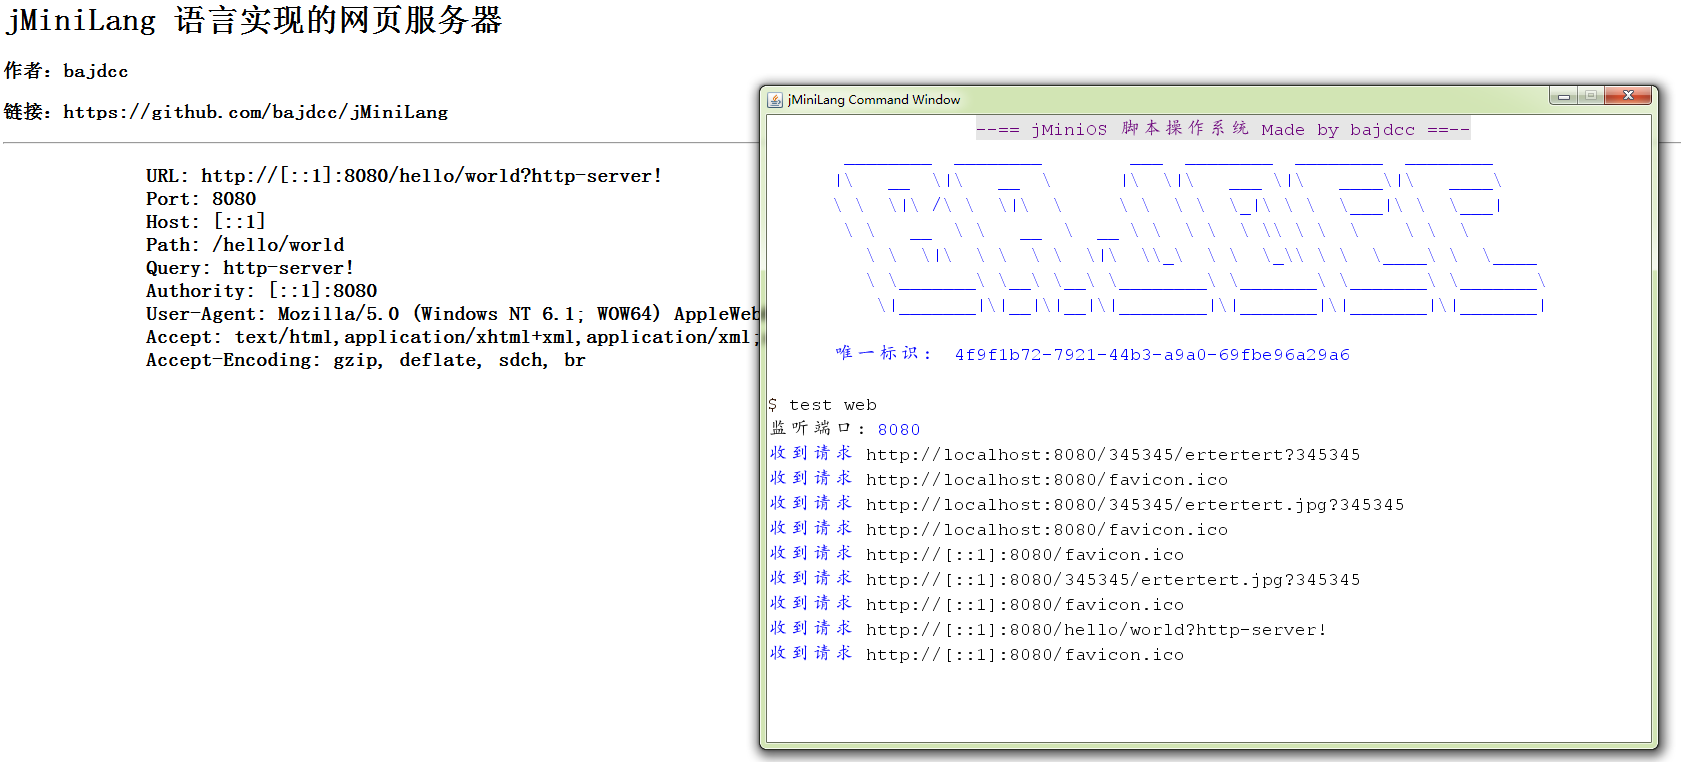 jMiniLang 语言实现的网页服务器
作者：bajdcc
链接：https://github.com/bajdcc/jMiniLang
URL: http://[::1]:8080/hello/world?http-server!
Port: 8080
Host: [::1]
Path: /hello/world
Query: http-server!
Authority: [::1]:8080
User-Agent: Mozilla/5.0 (Windows NT 6.1; WOW64) AppleWeb
Accept: text/html,application/xhtml+xml,application/xml;
Accept-Encoding: gzip, deflate, sdch, br
jMiniLang Command Window
--== jMiniOS 脚本操作系统 Made by bajdcc ==--
BAJDCC
唯一标识： 4f9f1b72-7921-44b3-a9a0-69fbe96a29a6
$ test web
监听端口: 8080
收到请求 http://localhost:8080/345345/ertertert?345345
收到请求 http://localhost:8080/favicon.ico
收到请求 http://localhost:8080/345345/ertertert.jpg?345345
收到请求 http://localhost:8080/favicon.ico
收到请求 http://[::1]:8080/favicon.ico
收到请求 http://[::1]:8080/345345/ertertert.jpg?345345
收到请求 http://[::1]:8080/favicon.ico
收到请求 http://[::1]:8080/hello/world?http-server!
收到请求 http://[::1]:8080/favicon.ico